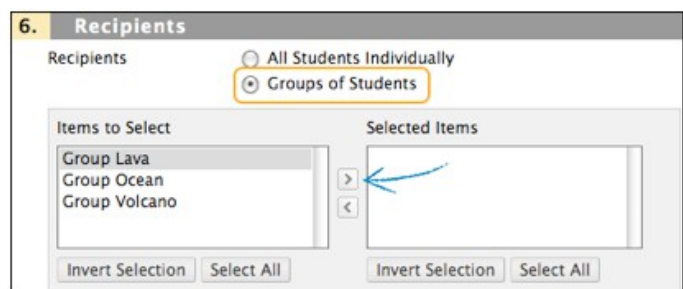 6. Recipients
Recipients
All Students Individually
Groups of Students
Items to Select
Selected Items
Group Lava
Group Ocean
Group Volcano
>
<
Invert Selection
Select All
Invert Selection
Select All